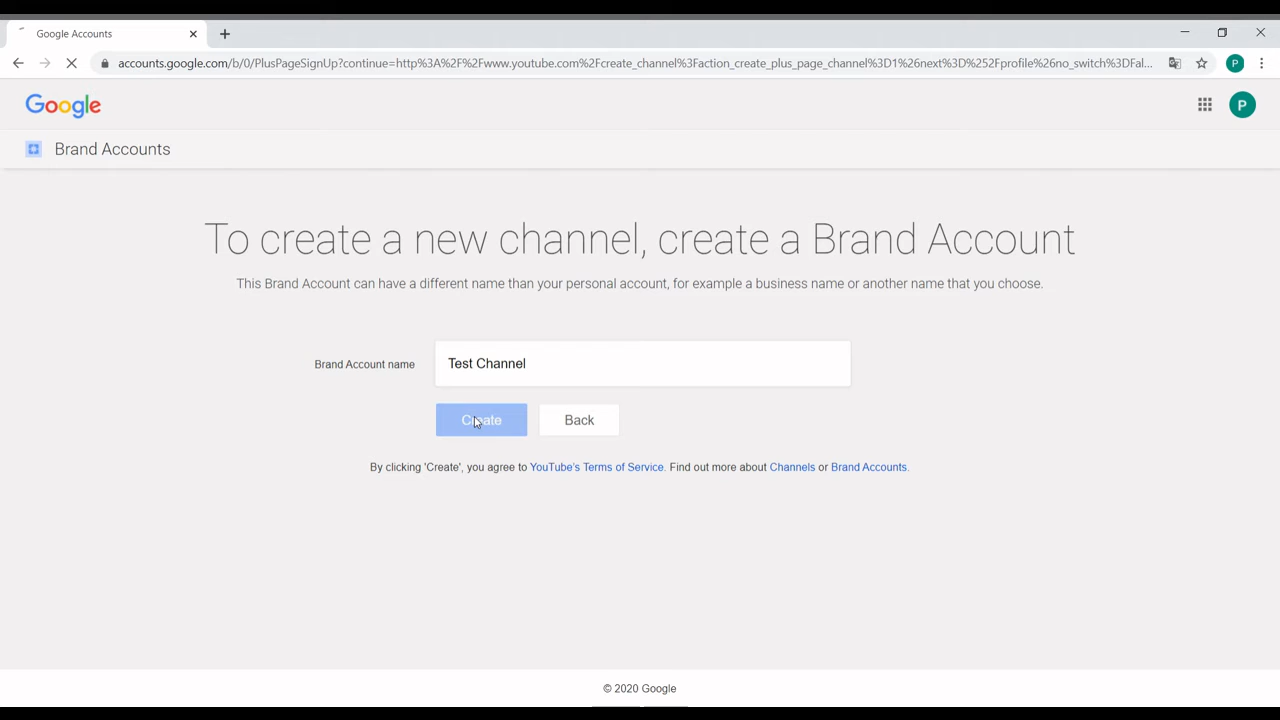 Google Accounts
accounts.google.com/b/0/PlusPageSignUp?continue=http%3A%2F%2Fwww.youtube.com%2Fcreate_channel%3Faction_create_plus_page_channel%3D1%26next%3D%252Fprofile%26no_switch%3DFal...
P
Google
P
Brand Accounts
To create a new channel, create a Brand Account
This Brand Account can have a different name than your personal account, for example a business name or another name that you choose.
Brand Account name
Test Channel
Create
Back
By clicking 'Create', you agree to YouTube's Terms of Service. Find out more about Channels or Brand Accounts.
© 2020 Google